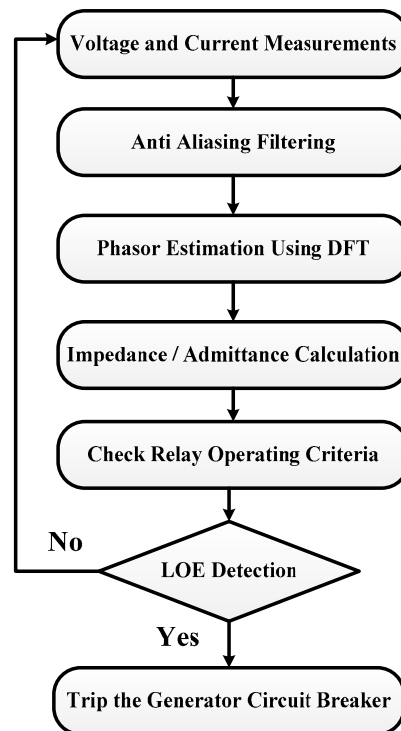 Voltage and Current Measurements
Anti Aliasing Filtering
Phasor Estimation Using DFT
Impedance / Admittance Calculation
Check Relay Operating Criteria
No
LOE Detection
Yes
Trip the Generator Circuit Breaker